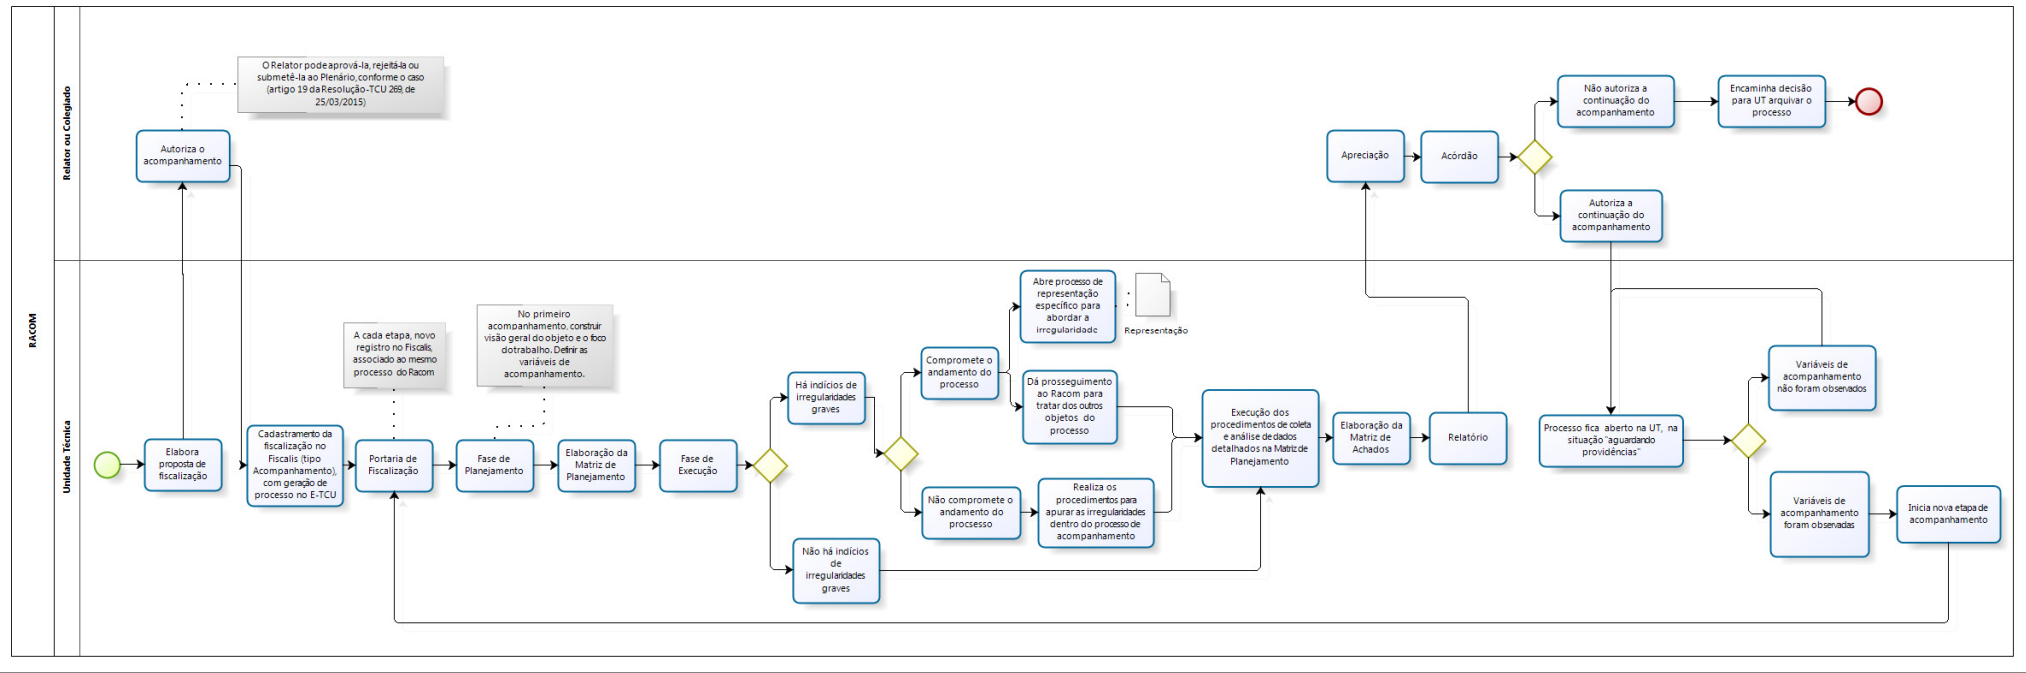 RACOM
Relator ou Colegiado
O Relator pode aprová-la, rejeitá-la ou
submetê-la ao Plenário, conforme o caso
(artigo 19 da Resolução-TCU 269, de
25/03/2015)
Autoriza o
acompanhamento
Apreciação
Acórdão
Não autoriza a
continuação do
acompanhamento
Encaminha decisão
para UT arquivar o
processo
Autoriza a
continuação do
acompanhamento
Unidade Técnica
Elabora
proposta de
fiscalização
Cadastramento da
fiscalização no
Fiscalis (tipo
Acompanhamento),
com geração de
processo no E-TCU
A cada etapa, novo
registro no Fiscalis,
associado ao mesmo
processo do Racom
Portaria de
Fiscalização
No primeiro
acompanhamento, construir
visão geral do objeto e o foco
do trabalho. Definir as
variáveis de
acompanhamento.
Fase de
Planejamento
Elaboração da
Matriz de
Planejamento
Fase de
Execução
Há indícios de
irregularidades
graves
Não há indícios
de
irregularidades
graves
Compromete o
andamento do
processo
Não compromete o
andamento do
procsesso
Abre processo de
representação
específico para
abordar a
irregularidade
Representação
Dá prosseguimento
ao Racom para
tratar dos outros
objetos do
processo
Realiza os
procedimentos para
apurar as irregularidades
dentro do processo de
acompanhamento
Execução dos
procedimentos de coleta
e análise de dados
detalhados na Matriz de
Planejamento
Elaboração da
Matriz de
Achados
Relatório
Processo fica aberto na UT, na
situação "aguardando
providências"
Variáveis de
acompanhamento
não foram observados
Variáveis de
acompanhamento
foram observadas
Inicia nova etapa de
acompanhamento